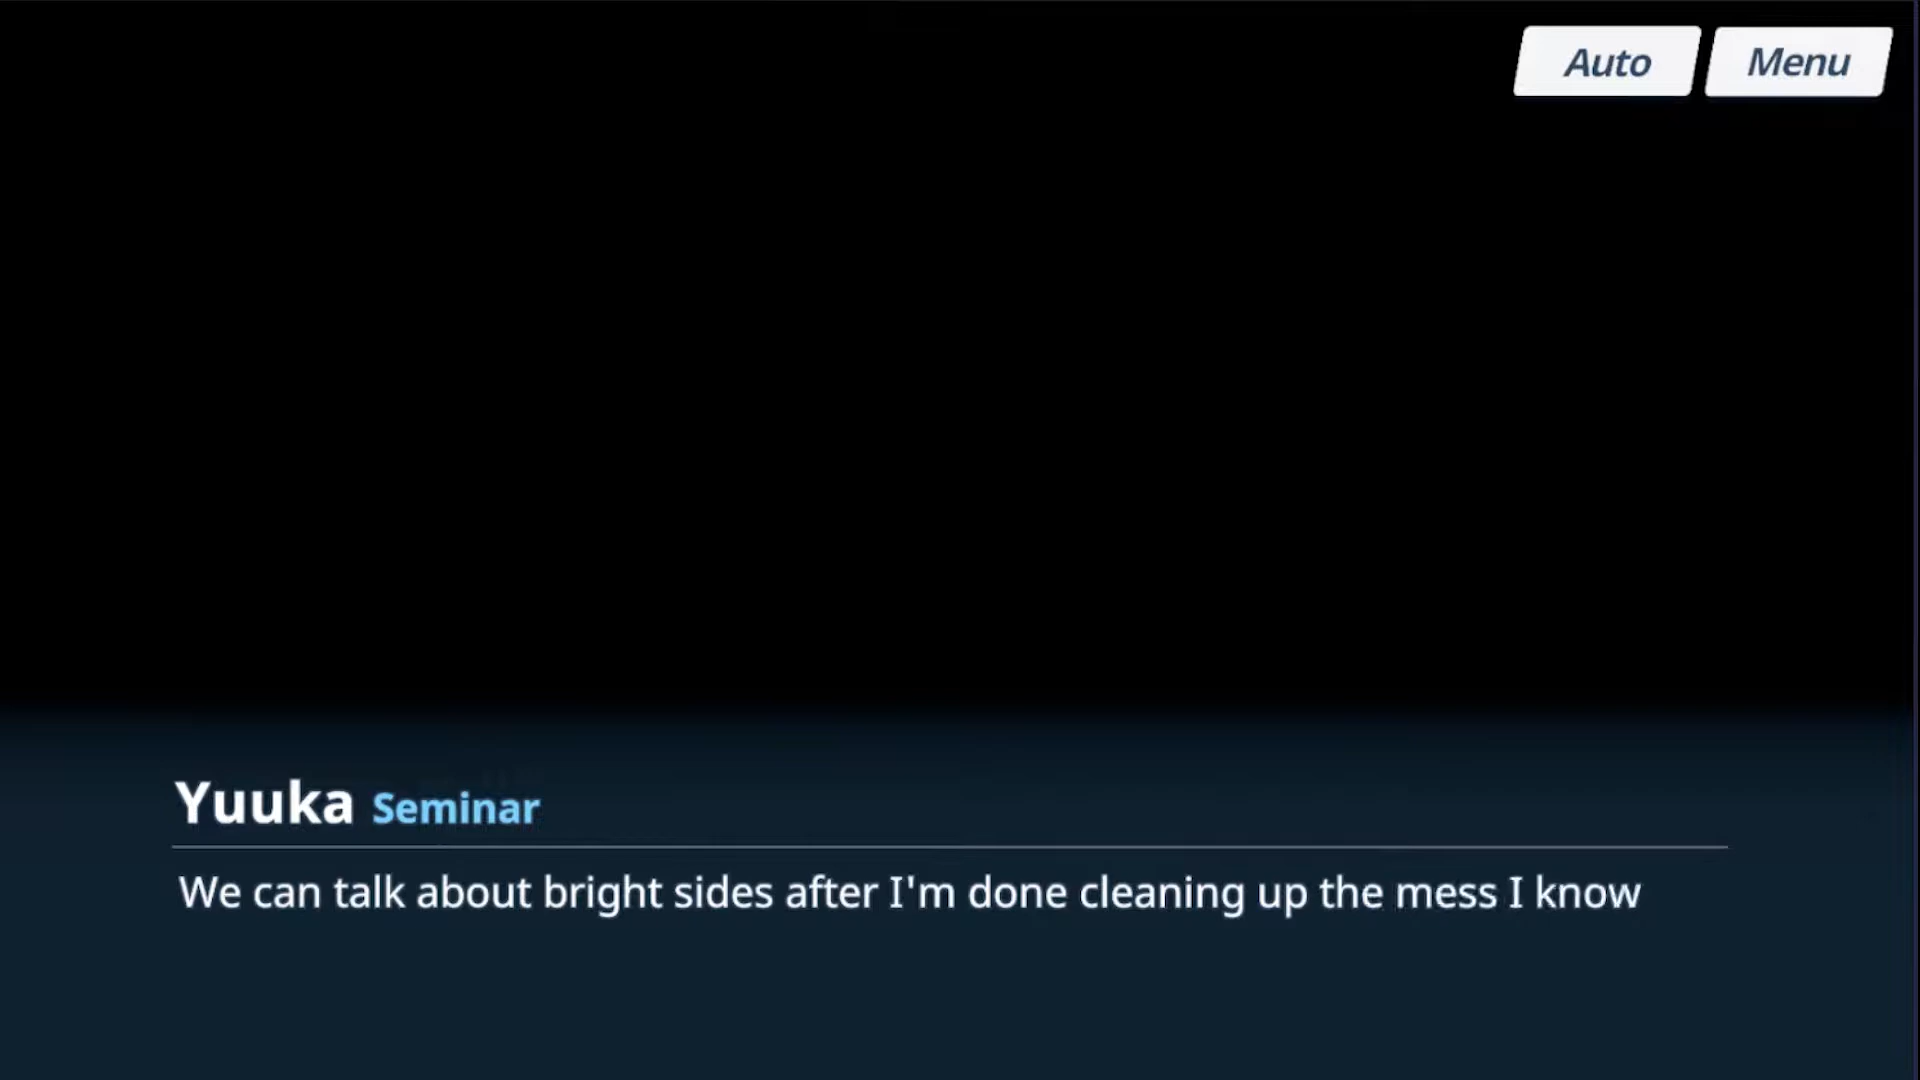 Auto Menu
Yuuka Seminar
We can talk about bright sides after I'm done cleaning up the mess I know